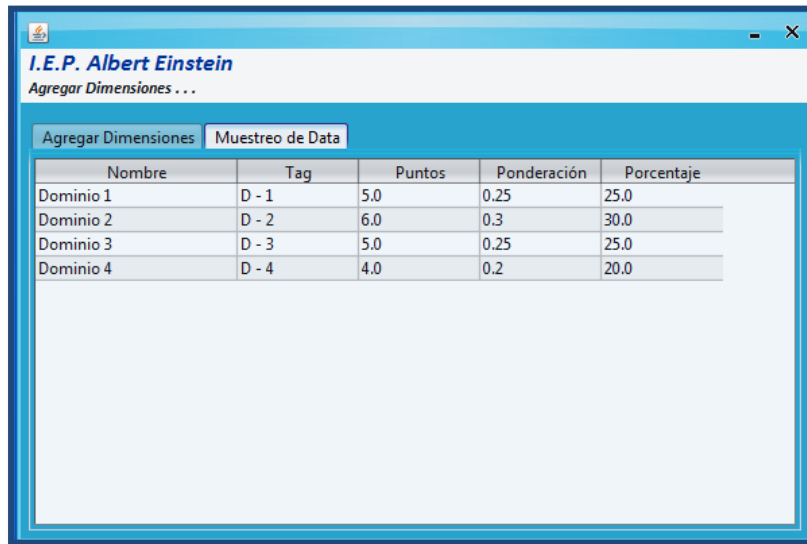 I.E.P. Albert Einstein
Agregar Dimensiones . . .
Agregar Dimensiones Muestreo de Data
Nombre Tag Puntos Ponderación Porcentaje
Dominio 1 D - 1 5.0 0.25 25.0
Dominio 2 D - 2 6.0 0.3 30.0
Dominio 3 D - 3 5.0 0.25 25.0
Dominio 4 D - 4 4.0 0.2 20.0